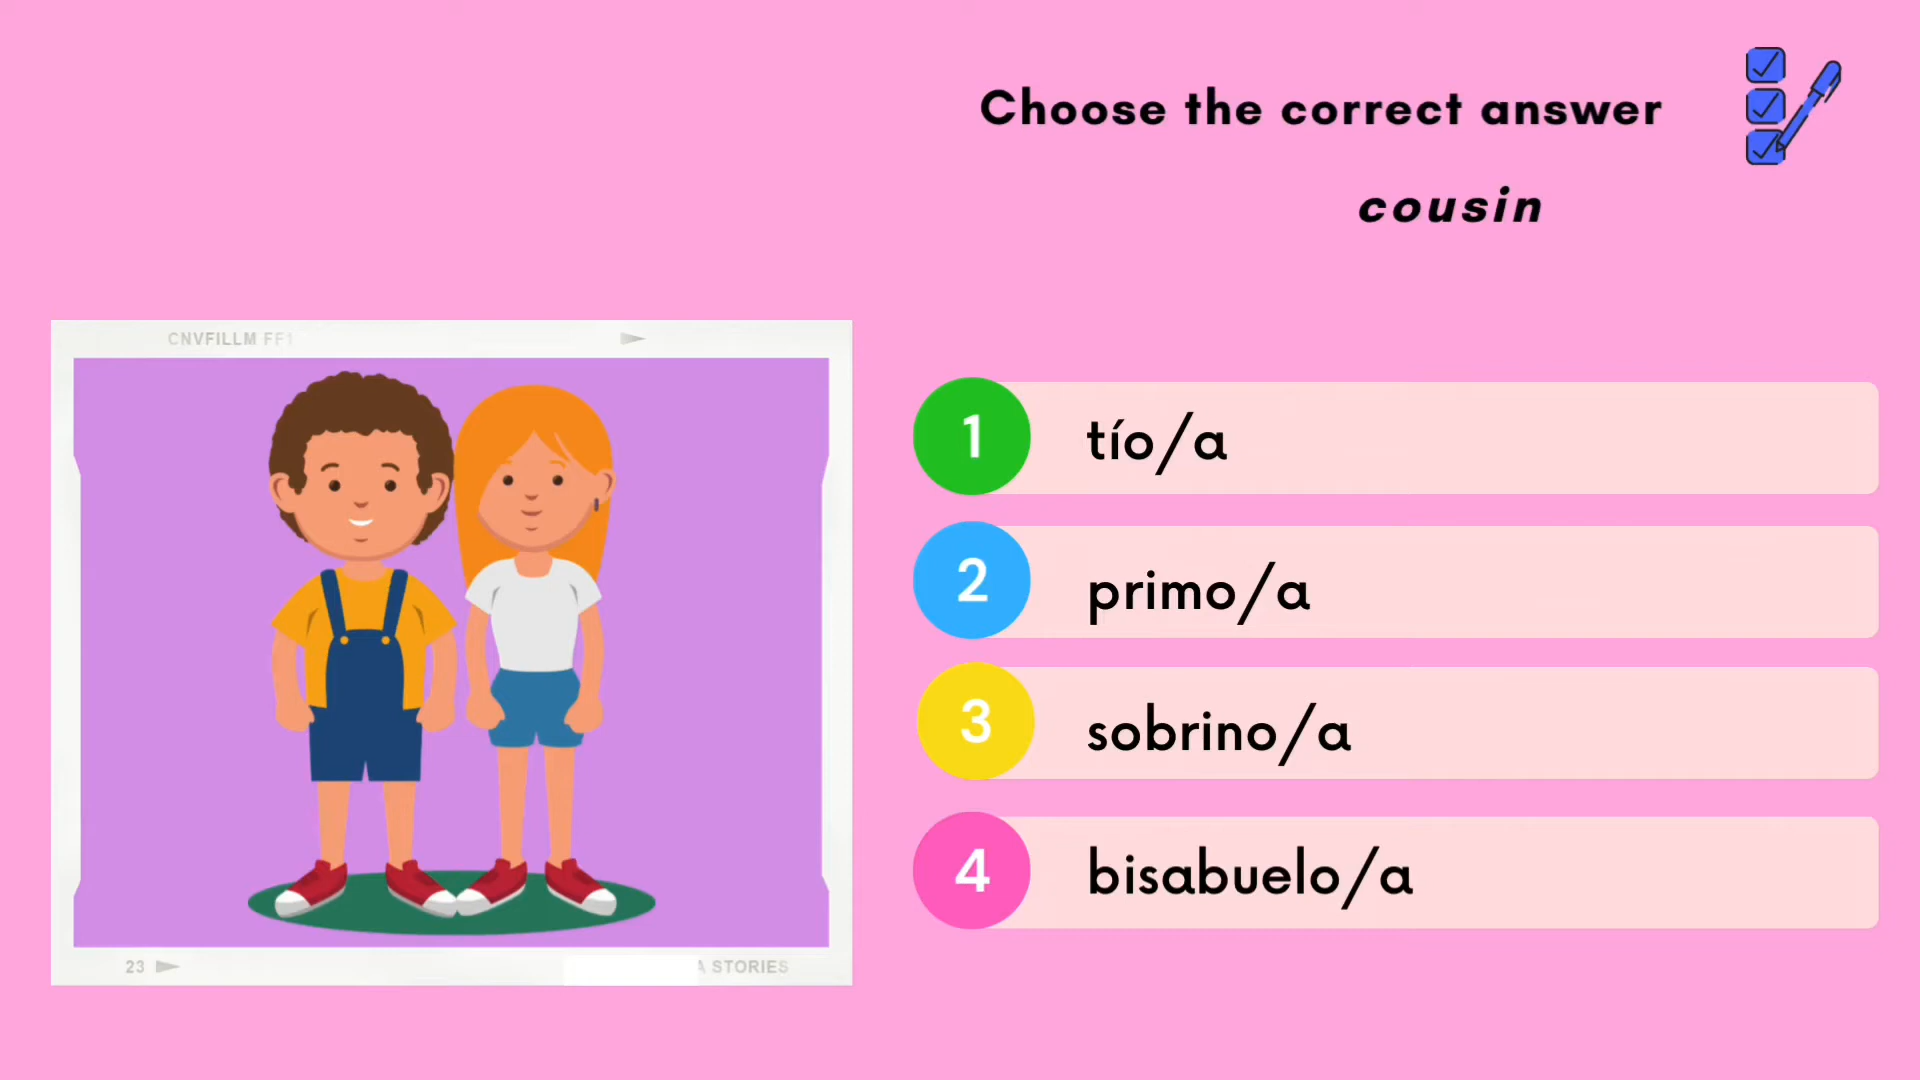 Choose the correct answer
cousin
CNVFILLM FF1
1 tío/a
2 primo/a
3 sobrino/a
4 bisabuelo/a
23
A STORIES